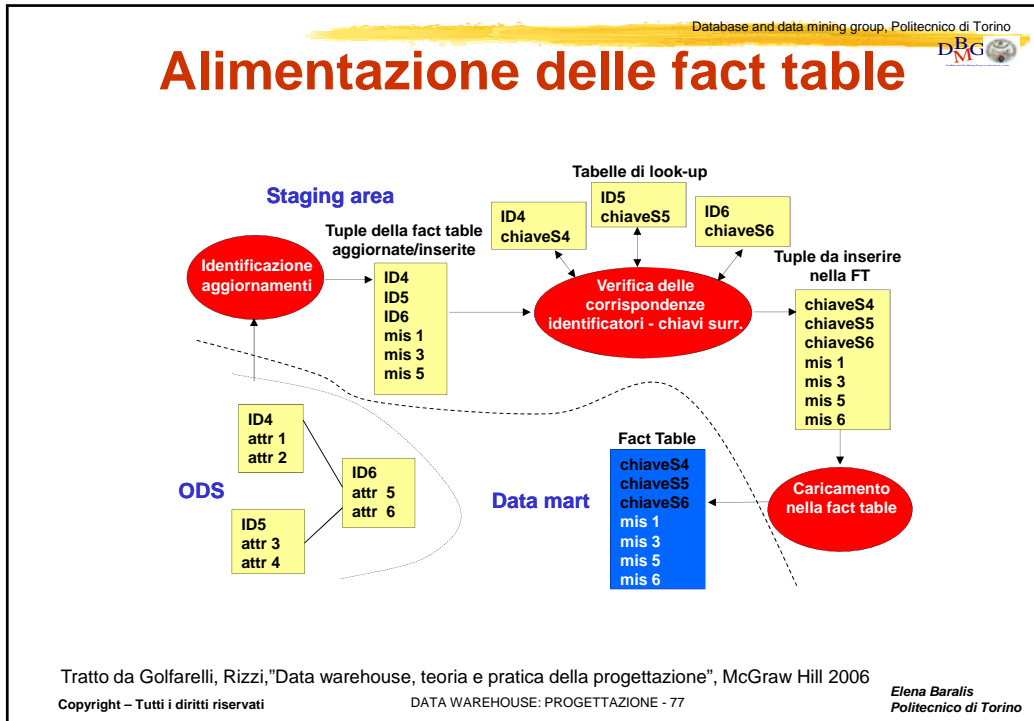 Database and data mining group, Politecnico di Torino
DBMG
Alimentazione delle fact table
Staging area
Tabelle di look-up
ID4
chiaveS4
ID5
chiaveS5
ID6
chiaveS6
Tuple della fact table
aggiornate/inserite
Identificazione
aggiornamenti
ID4
ID5
ID6
mis 1
mis 3
mis 5
Verifica delle
corrispondenze
identificatori - chiavi surr.
Tuple da inserire
nella FT
chiaveS4
chiaveS5
chiaveS6
mis 1
mis 3
mis 5
mis 6
ODS
ID4
attr 1
attr 2
ID6
attr 5
attr 6
ID5
attr 3
attr 4
Data mart
Fact Table
chiaveS4
chiaveS5
chiaveS6
mis 1
mis 3
mis 5
mis 6
Caricamento
nella fact table
Tratto da Golfarelli, Rizzi,"Data warehouse, teoria e pratica della progettazione", McGraw Hill 2006
Copyright – Tutti i diritti riservati
DATA WAREHOUSE: PROGETTAZIONE - 77
Elena Baralis
Politecnico di Torino